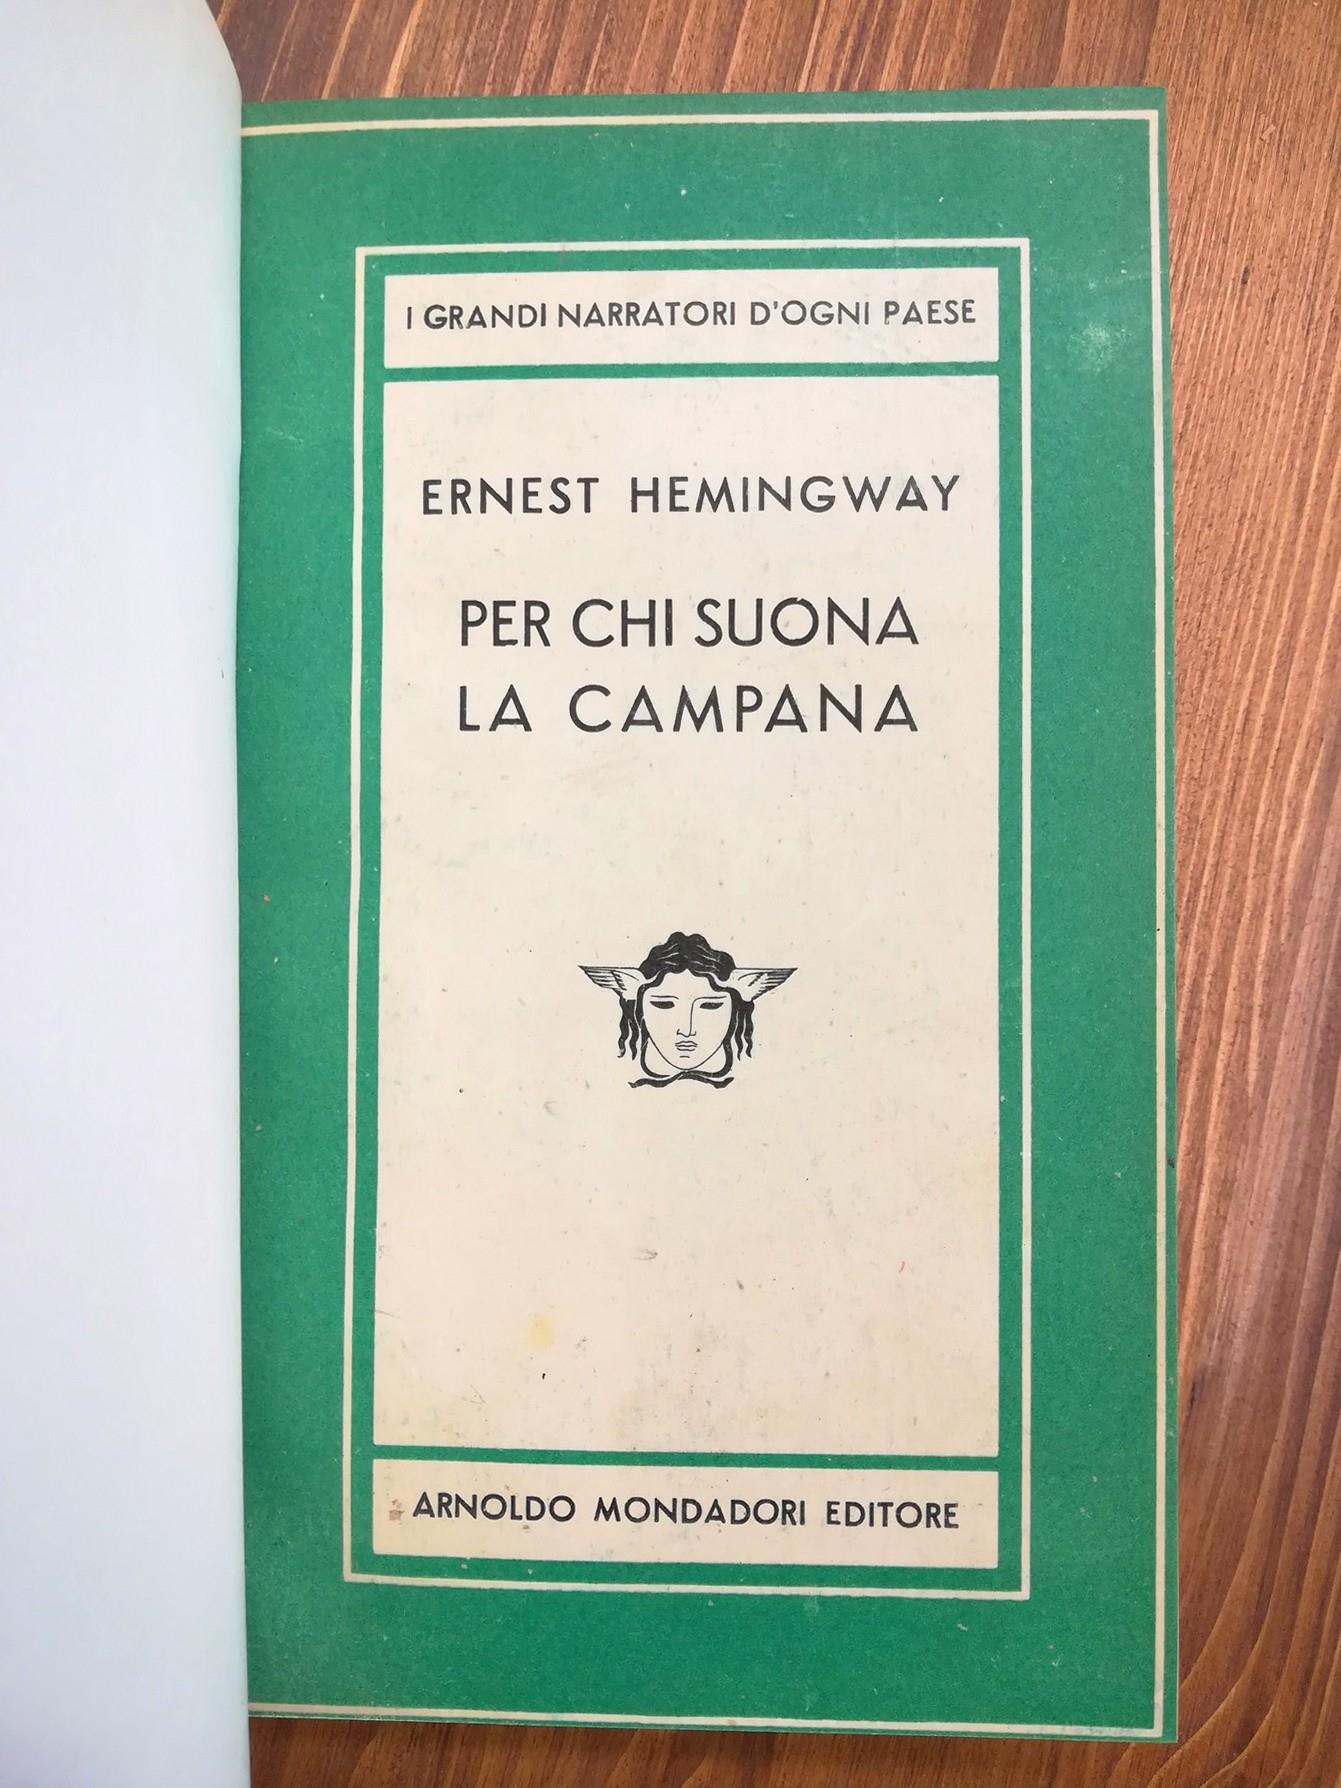 I GRANDI NARRATORI D'OGNI PAESE
ERNEST HEMINGWAY
PER CHI SUONA
LA CAMPANA
ARNOLDO MONDADORI EDITORE